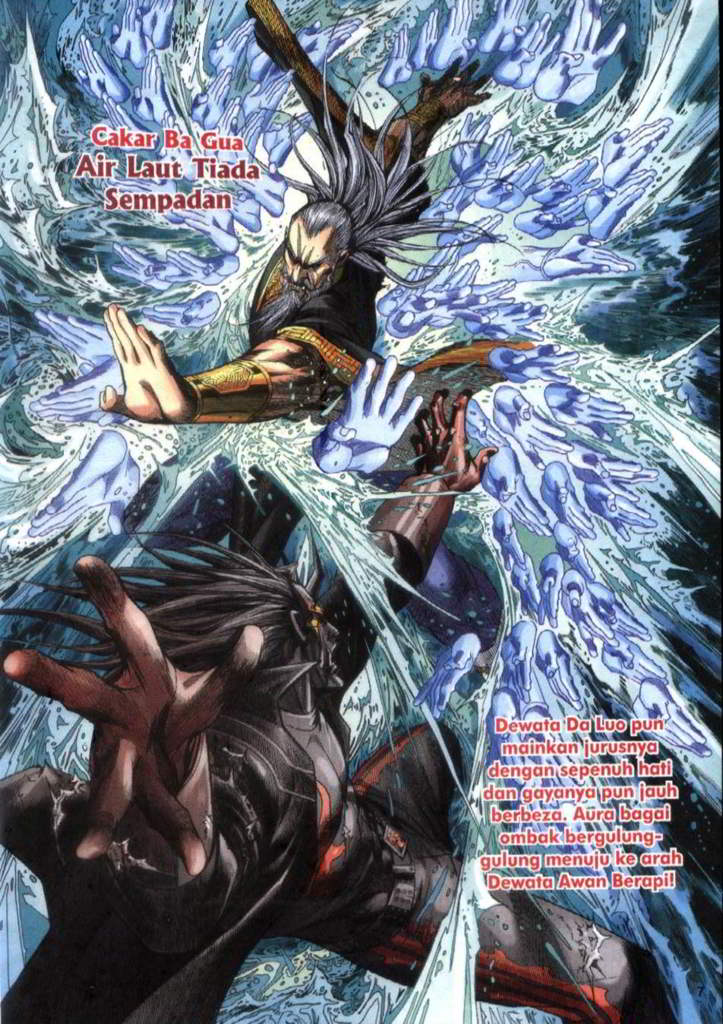 Cakar Ba Gua
Air Laut Tiada
Sempadan
Dewata Da Luo pun
mainkan jurusnya
dengan sepenuh hati
dan gayanya pun jauh
berbeza. Aura bagai
ombak bergulung-
gulung menuju ke arah
Dewata Awan Berapi!
7